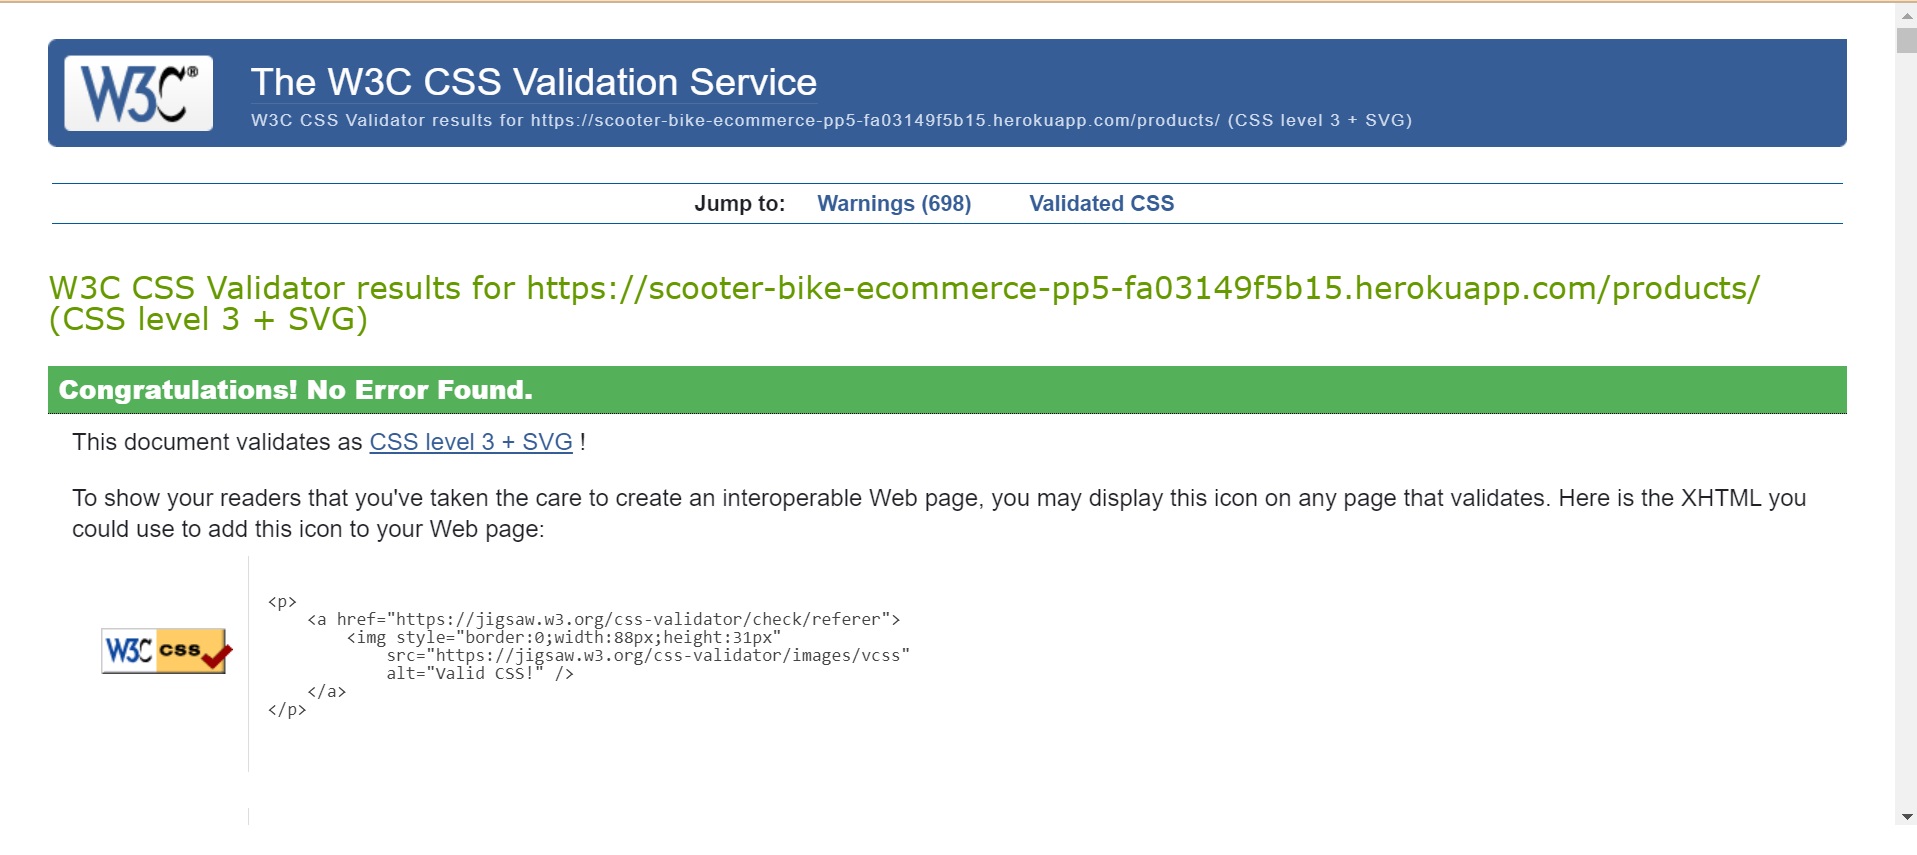 W3C®
The W3C CSS Validation Service
W3C CSS Validator results for https://scooter-bike-ecommerce-pp5-fa03149f5b15.herokuapp.com/products/ (CSS level 3 + SVG)
Jump to: Warnings (698) Validated CSS
W3C CSS Validator results for https://scooter-bike-ecommerce-pp5-fa03149f5b15.herokuapp.com/products/
(CSS level 3 + SVG)
Congratulations! No Error Found.
This document validates as CSS level 3 + SVG !
To show your readers that you've taken the care to create an interoperable Web page, you may display this icon on any page that validates. Here is the XHTML you
could use to add this icon to your Web page:
W3C css
<p>
    <a href="https://jigsaw.w3.org/css-validator/check/referer">
        <img style="border:0;width:88px;height:31px"
            src="https://jigsaw.w3.org/css-validator/images/vcss"
            alt="Valid CSS!" />
    </a>
</p>